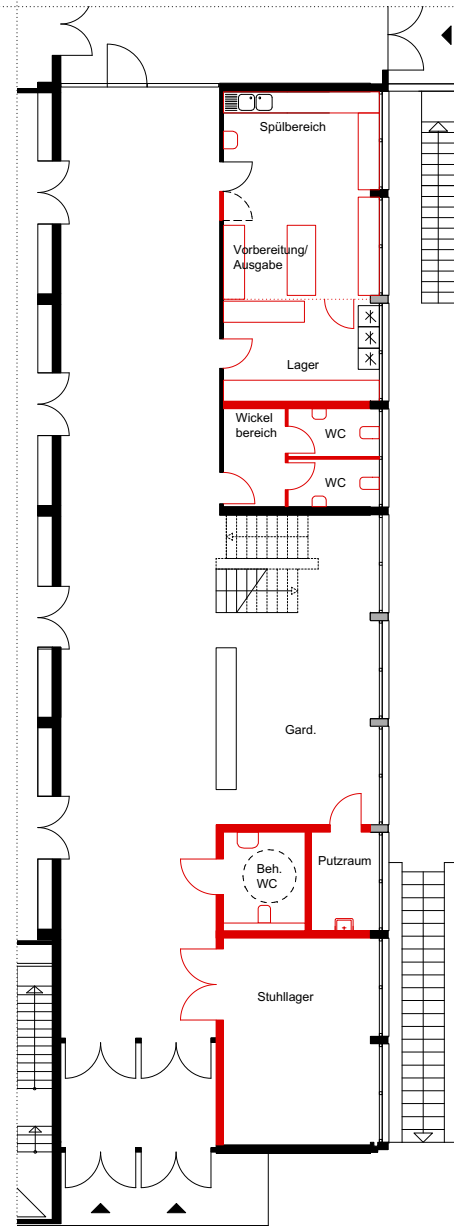 Spülbereich
Vorbereitung/
Ausgabe
Lager
Wickel
bereich
WC
WC
Gard.
Beh.
WC
Putzraum
Stuhllager